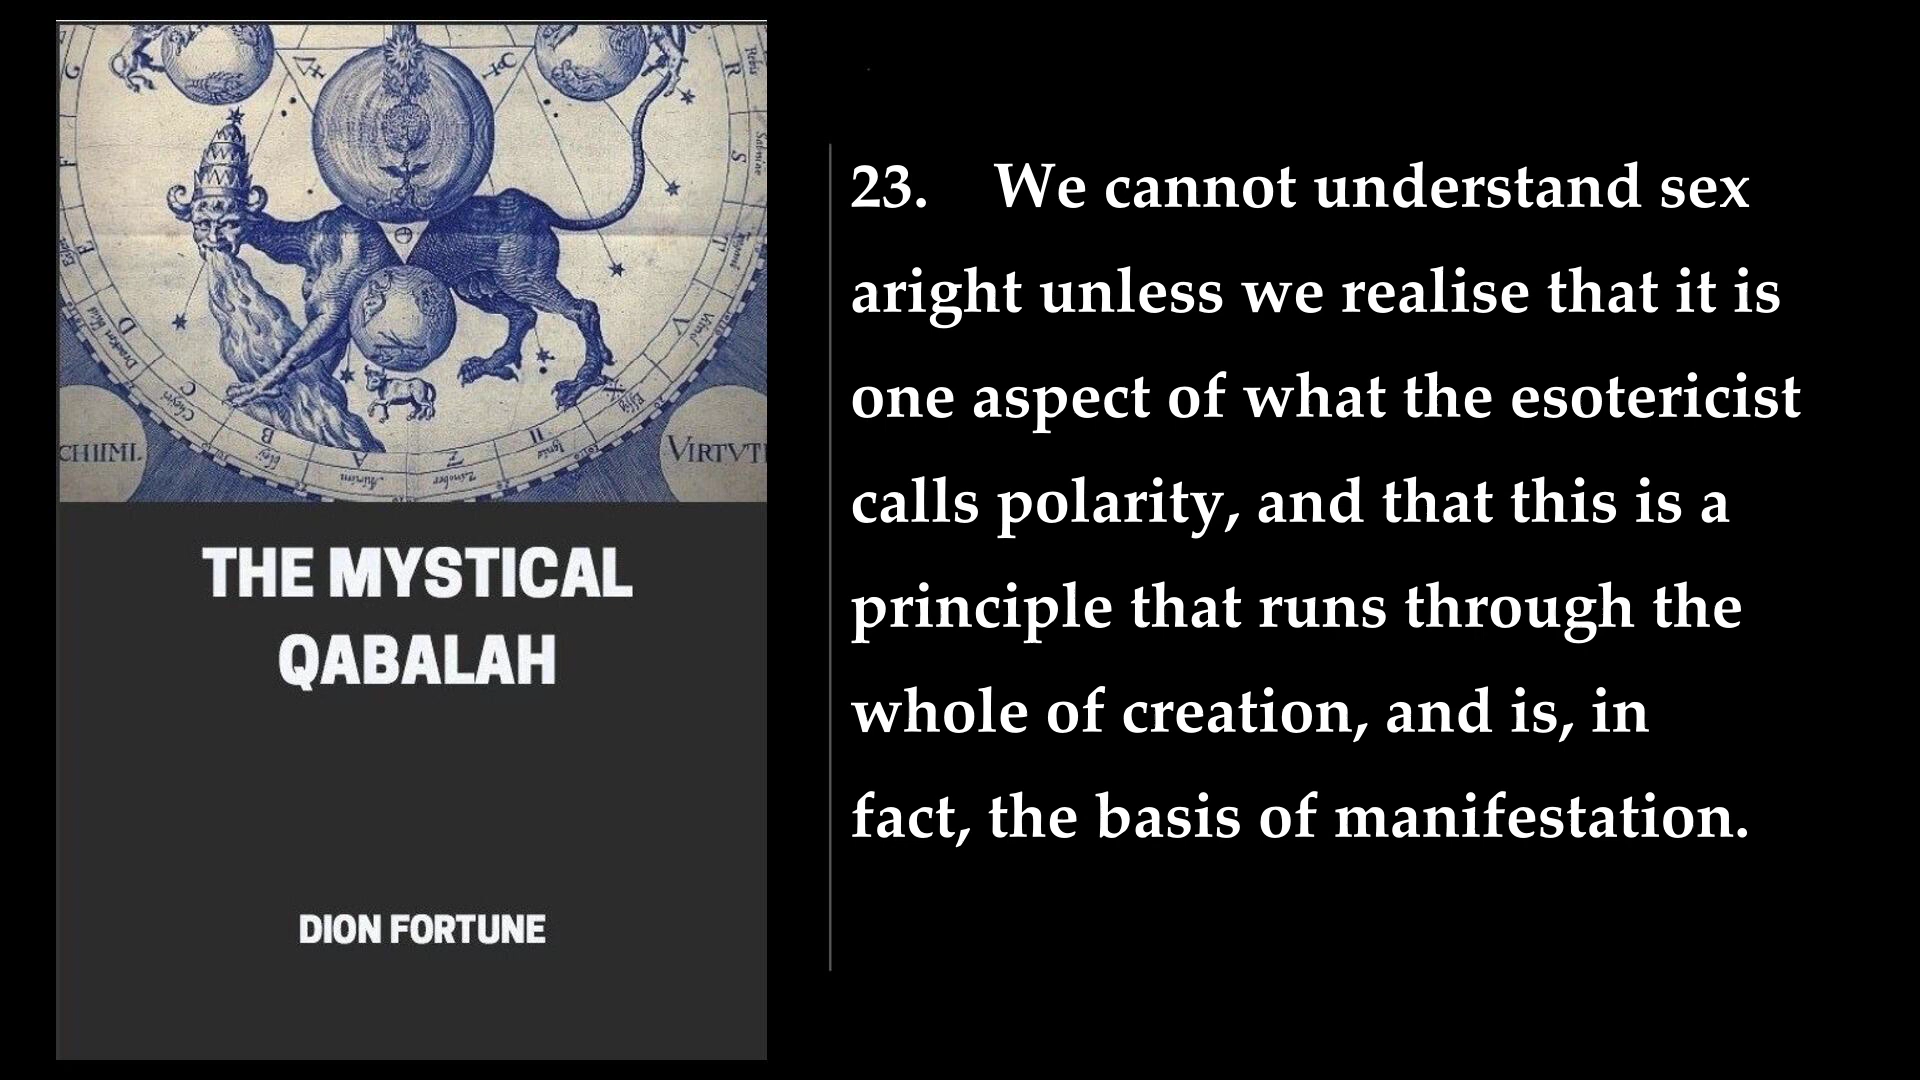 THE MYSTICAL
QABALAH
DION FORTUNE
CHIIMI.
VIRTVTI
23. We cannot understand sex
aright unless we realise that it is
one aspect of what the esotericist
calls polarity, and that this is a
principle that runs through the
whole of creation, and is, in
fact, the basis of manifestation.